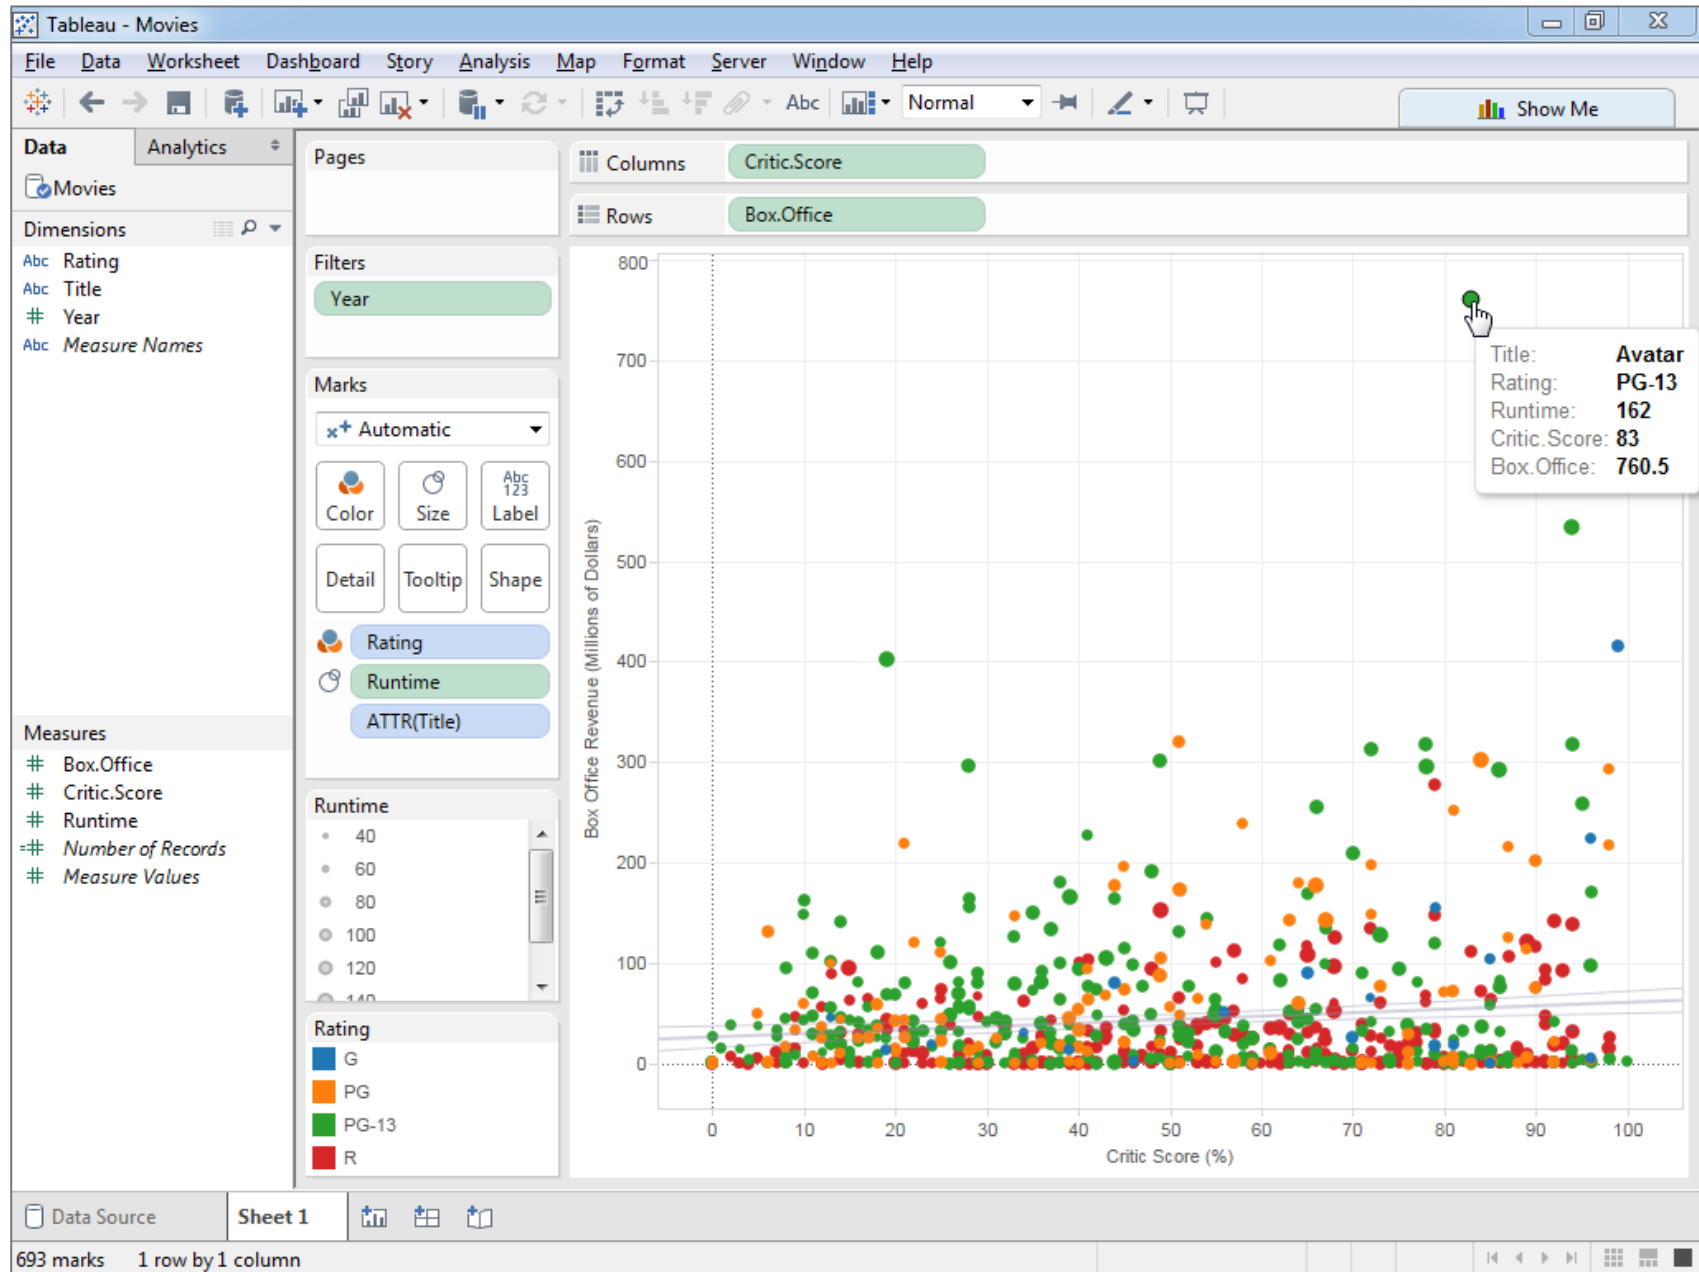 Tableau - Movies
File Data Worksheet Dashboard Story Analysis Map Format Server Window Help
Abc Normal Show Me
Data Analytics
Movies
Dimensions
Abc Rating
Abc Title
# Year
Abc Measure Names
Measures
# Box.Office
# Critic.Score
# Runtime
=# Number of Records
# Measure Values
Pages
Filters
Year
Marks
Automatic
Color Size Abc 123 Label
Detail Tooltip Shape
Rating
Runtime
ATTR(Title)
Runtime
40
60
80
100
120
140
Rating
G
PG
PG-13
R
Columns Critic.Score
Rows Box.Office
Box Office Revenue (Millions of Dollars)
800
700
600
500
400
300
200
100
0
0 10 20 30 40 50 60 70 80 90 100
Critic Score (%)
Title: Avatar
Rating: PG-13
Runtime: 162
Critic.Score: 83
Box.Office: 760.5
Data Source Sheet 1
693 marks 1 row by 1 column